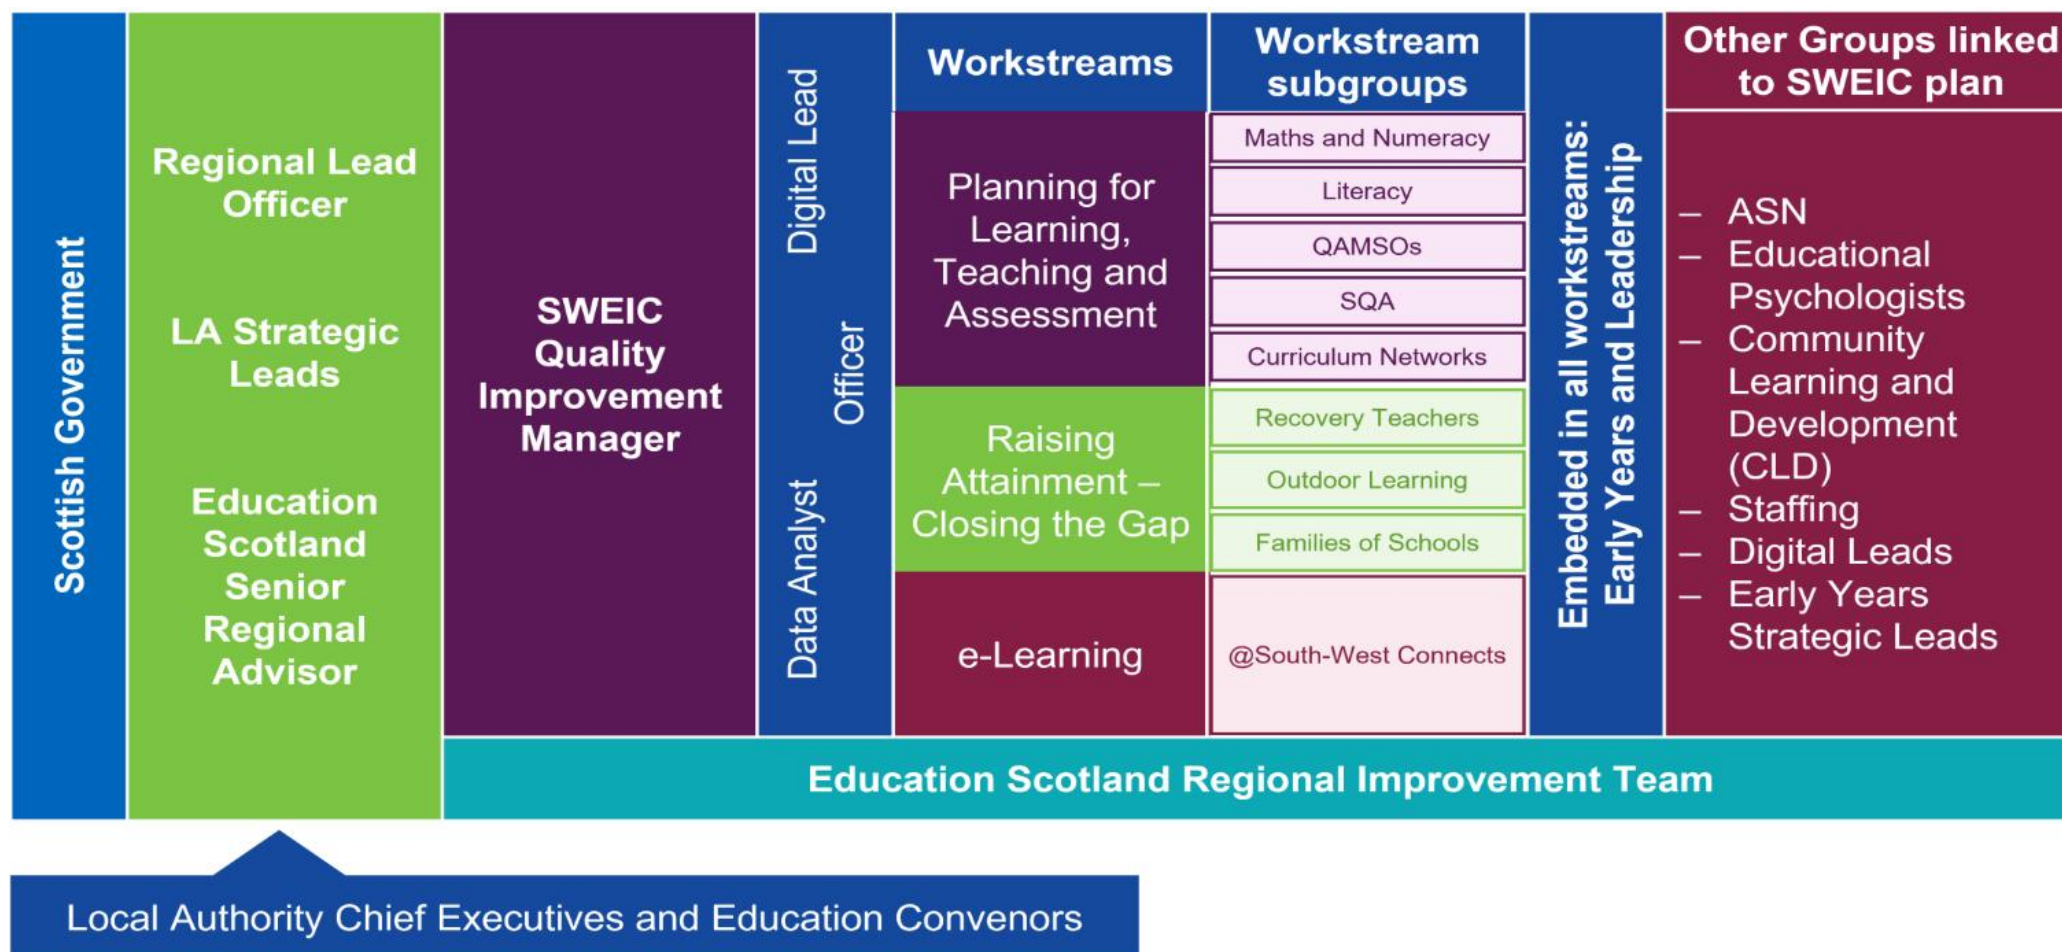 Scottish Government
Regional Lead
Officer
LA Strategic
Leads
Education
Scotland
Senior
Regional
Advisor
SWEIC
Quality
Improvement
Manager
Data Analyst
Digital Lead
Officer
Workstreams
Planning for
Learning,
Teaching and
Assessment
Raising
Attainment –
Closing the Gap
e-Learning
Workstream
subgroups
Maths and Numeracy
Literacy
QAMSOs
SQA
Curriculum Networks
Recovery Teachers
Outdoor Learning
Families of Schools
@South-West Connects
Embedded in all workstreams:
Early Years and Leadership
Other Groups linked
to SWEIC plan
– ASN
– Educational
Psychologists
– Community
Learning and
Development
(CLD)
– Staffing
– Digital Leads
– Early Years
Strategic Leads
Education Scotland Regional Improvement Team
Local Authority Chief Executives and Education Convenors